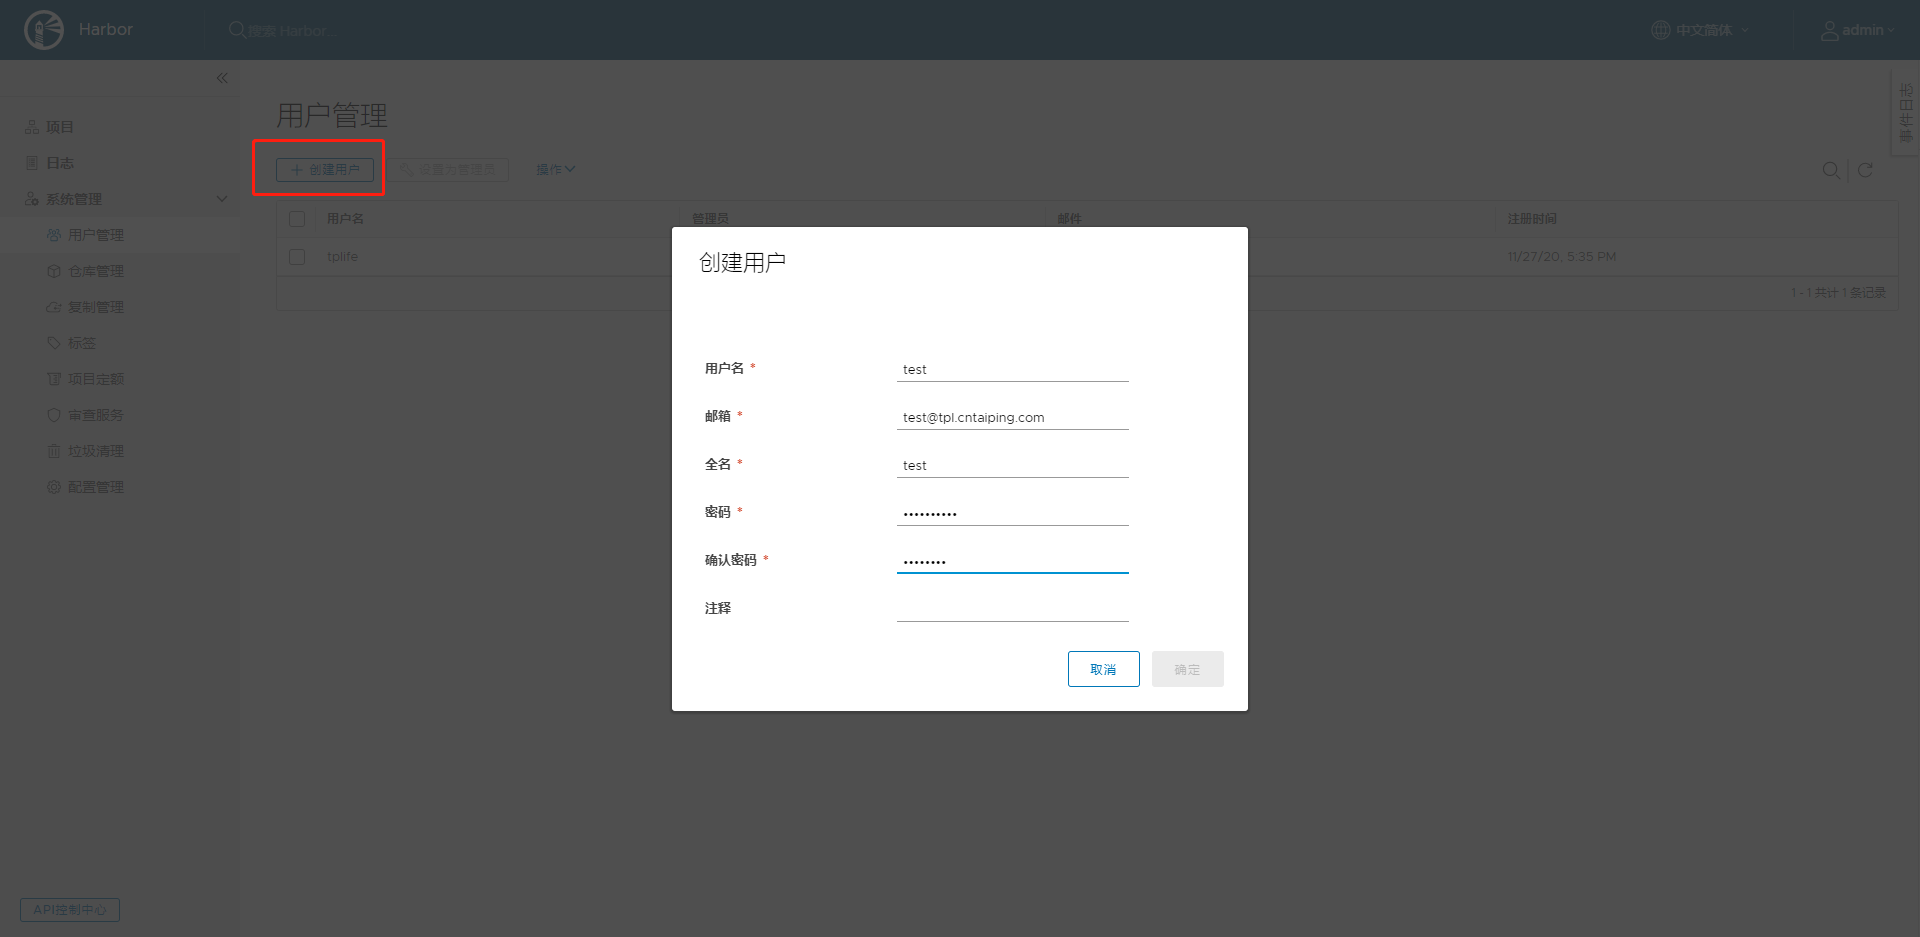 Harbor
搜索 Harbor...
中文简体
admin
事件日志
项目
日志
系统管理
用户管理
仓库管理
复制管理
标签
项目定额
审查服务
垃圾清理
配置管理
API控制中心
用户管理
创建用户
设置为管理员
操作
用户名 管理员 邮件 注册时间
tplife 11/27/20, 5:35 PM
1 - 1 共计 1 条记录
创建用户
用户名 * test
邮箱 * test@tpl.cntaiping.com
全名 * test
密码 * ••••••••••
确认密码 * ••••••••
注释
取消 确定